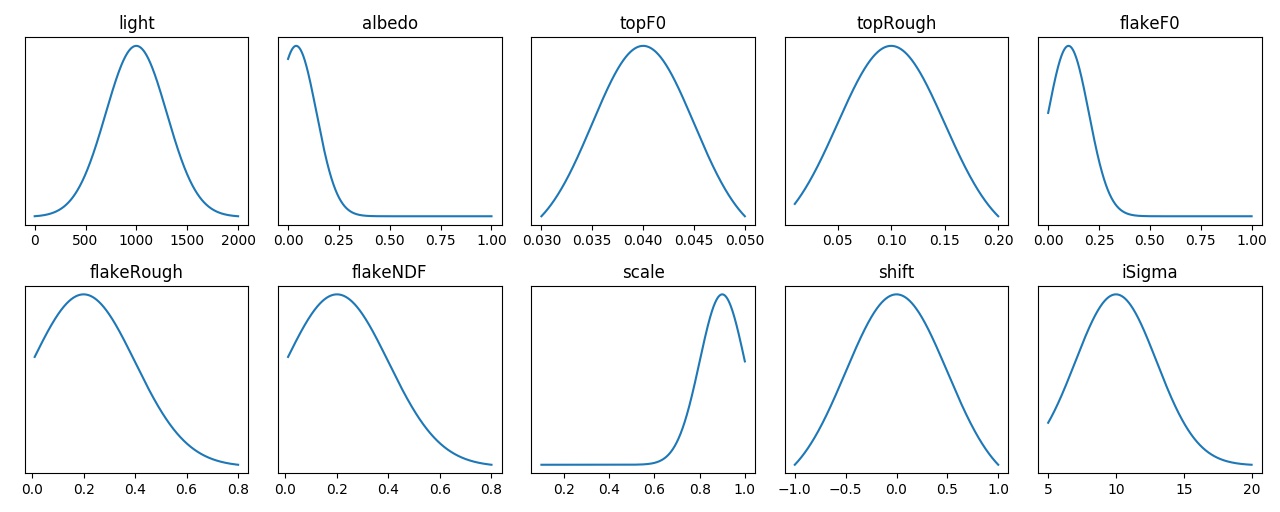 light albedo topF0 topRough flakeF0
0 500 1000 1500 2000 0.00 0.25 0.50 0.75 1.00 0.030 0.035 0.040 0.045 0.050 0.05 0.10 0.15 0.20 0.00 0.25 0.50 0.75 1.00
flakeRough flakeNDF scale shift iSigma
0.0 0.2 0.4 0.6 0.8 0.0 0.2 0.4 0.6 0.8 0.2 0.4 0.6 0.8 1.0 −1.0 −0.5 0.0 0.5 1.0 5 10 15 20